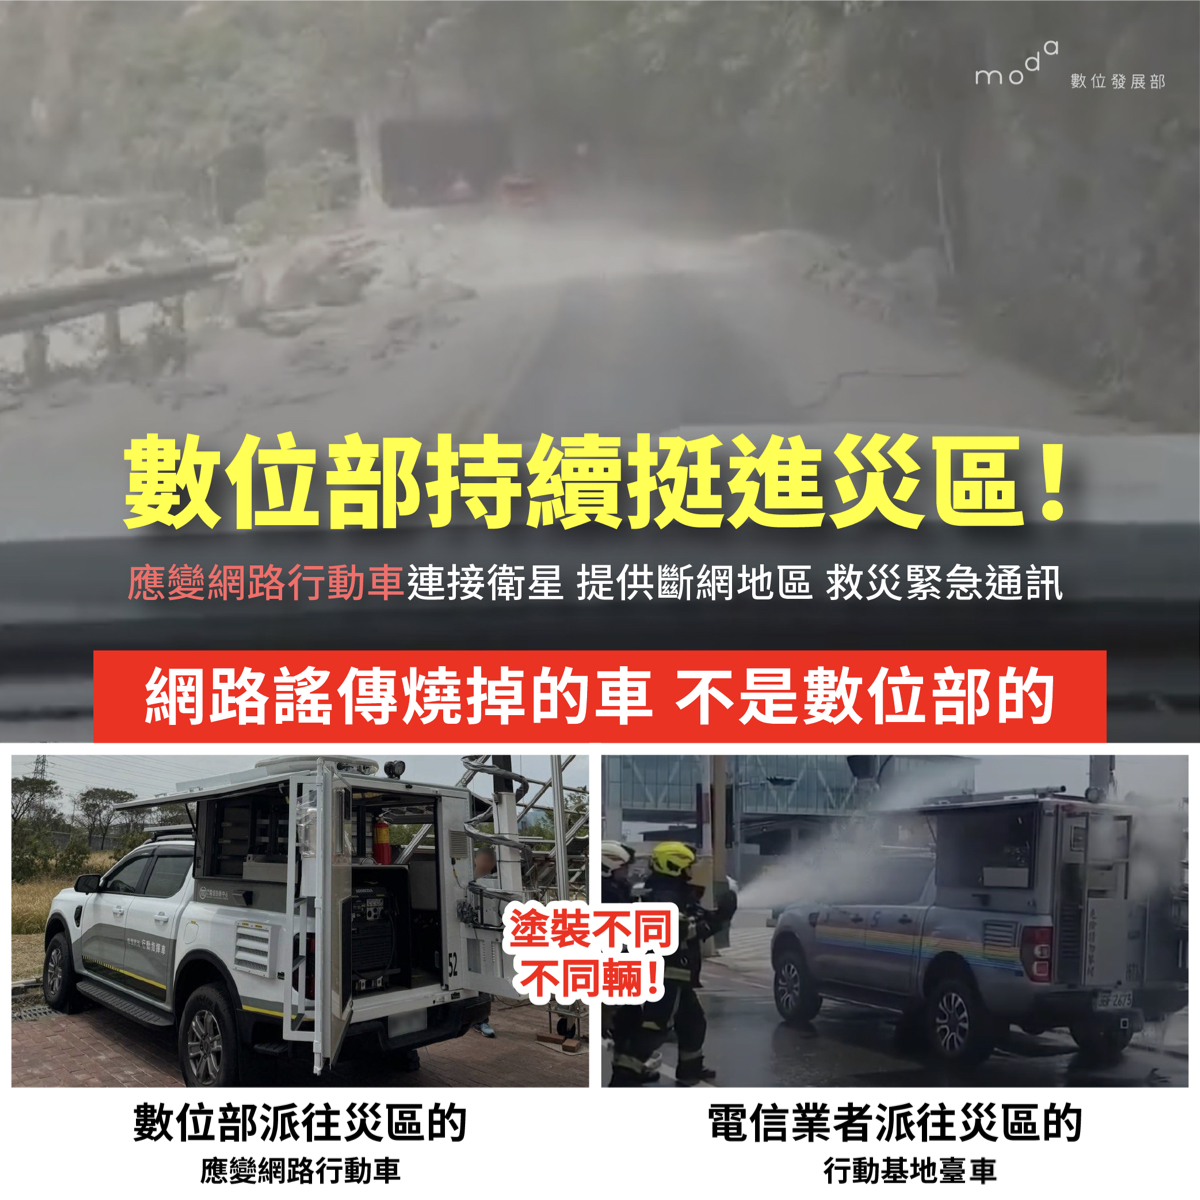 moda 數位發展部
數位部持續挺進災區！
應變網路行動車連接衛星 提供斷網地區 救災緊急通訊
網路謠傳燒掉的車 不是數位部的
52
塗裝不同
不同輛！
數位部派往災區的
應變網路行動車
電信業者派往災區的
行動基地臺車